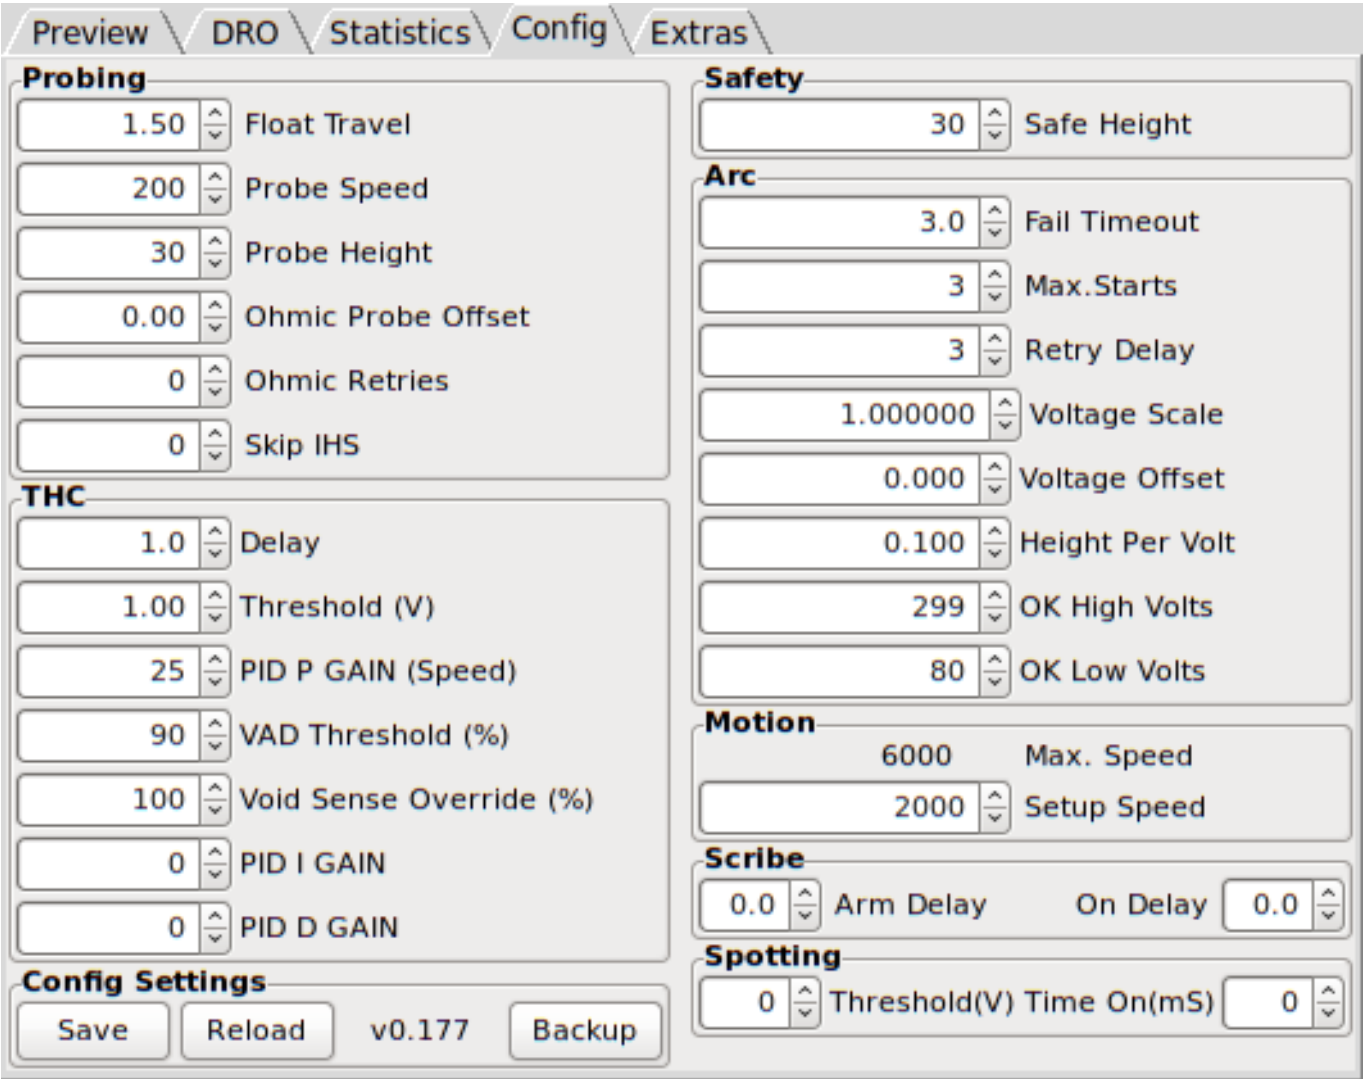 Preview DRO Statistics Config Extras
Probing
1.50 Float Travel
200 Probe Speed
30 Probe Height
0.00 Ohmic Probe Offset
0 Ohmic Retries
0 Skip IHS
THC
1.0 Delay
1.00 Threshold (V)
25 PID P GAIN (Speed)
90 VAD Threshold (%)
100 Void Sense Override (%)
0 PID I GAIN
0 PID D GAIN
Config Settings
Save Reload v0.177 Backup
Safety
30 Safe Height
Arc
3.0 Fail Timeout
3 Max.Starts
3 Retry Delay
1.000000 Voltage Scale
0.000 Voltage Offset
0.100 Height Per Volt
299 OK High Volts
80 OK Low Volts
Motion
6000 Max. Speed
2000 Setup Speed
Scribe
0.0 Arm Delay On Delay 0.0
Spotting
0 Threshold(V) Time On(mS) 0